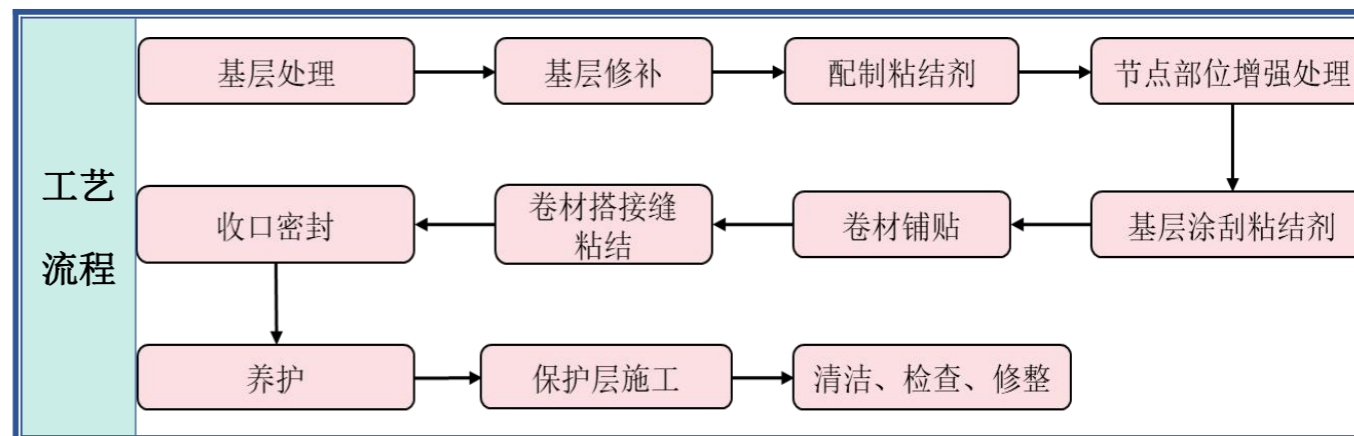 工艺
流程
基层处理
基层修补
配制粘结剂
节点部位增强处理
基层涂刮粘结剂
卷材铺贴
卷材搭接缝
粘结
收口密封
养护
保护层施工
清洁、检查、修整